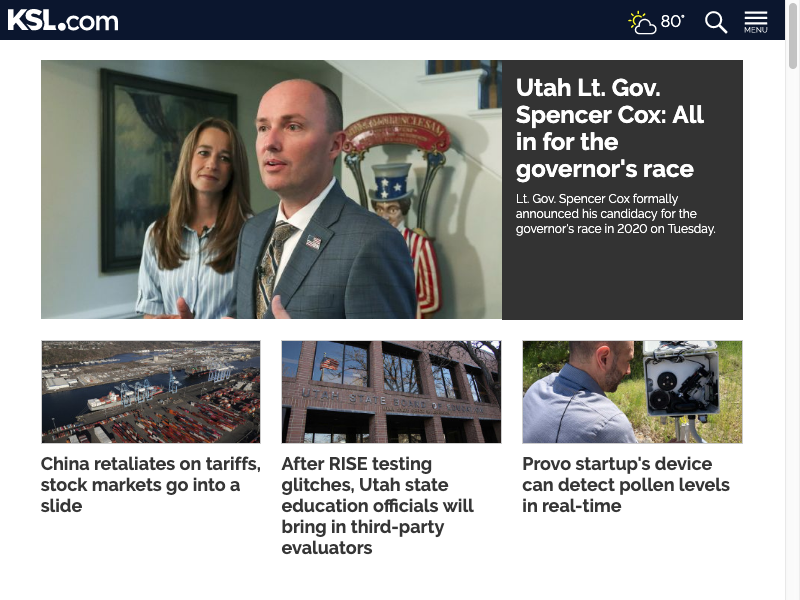 KSL.com
80°
MENU
Utah Lt. Gov.
Spencer Cox: All
in for the
governor's race
Lt. Gov. Spencer Cox formally
announced his candidacy for the
governor's race in 2020 on Tuesday.
China retaliates on tariffs,
stock markets go into a
slide
After RISE testing
glitches, Utah state
education officials will
bring in third-party
evaluators
Provo startup's device
can detect pollen levels
in real-time